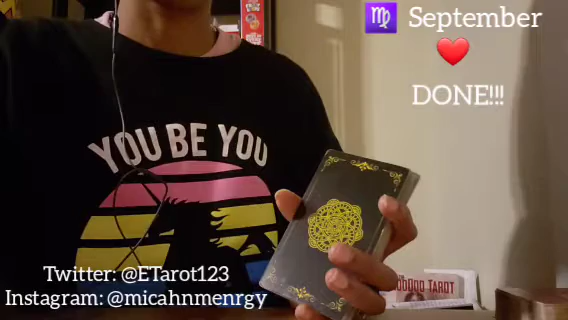 ♍ September
❤️
DONE!!!
YOU BE YOU
Twitter: @ETarot123
Instagram: @micahnmenrgy
TAROT